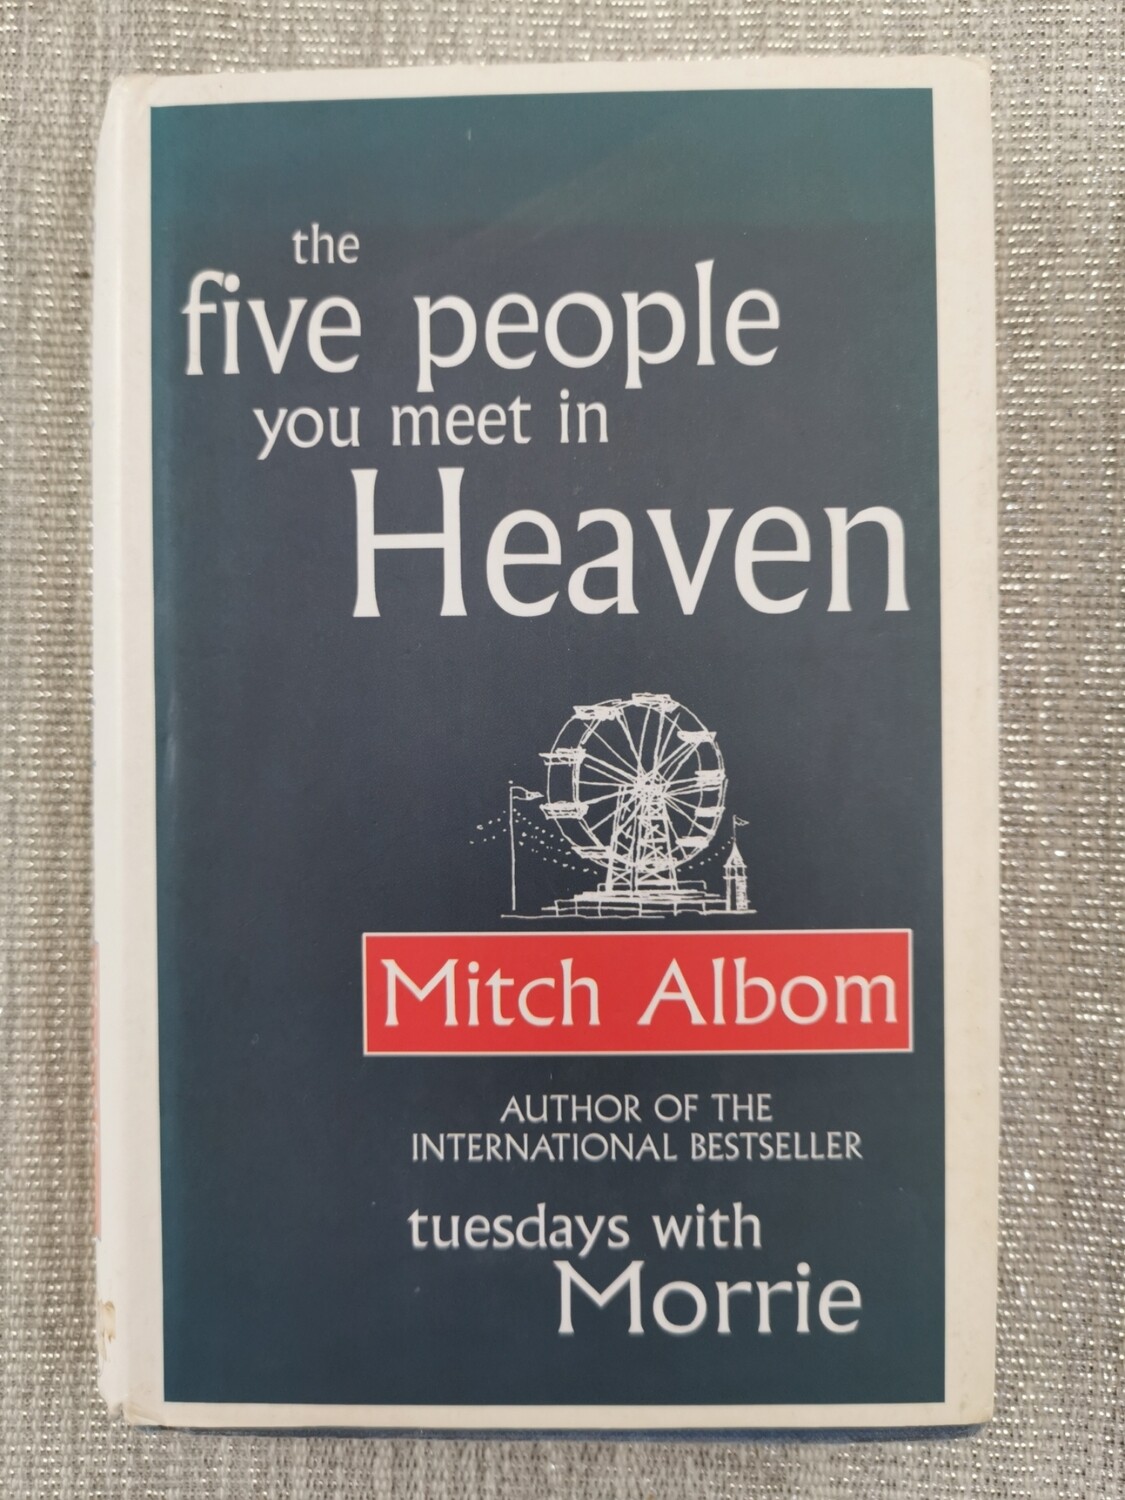 the
five people
you meet in
Heaven
Mitch Albom
AUTHOR OF THE
INTERNATIONAL BESTSELLER
tuesdays with
Morrie